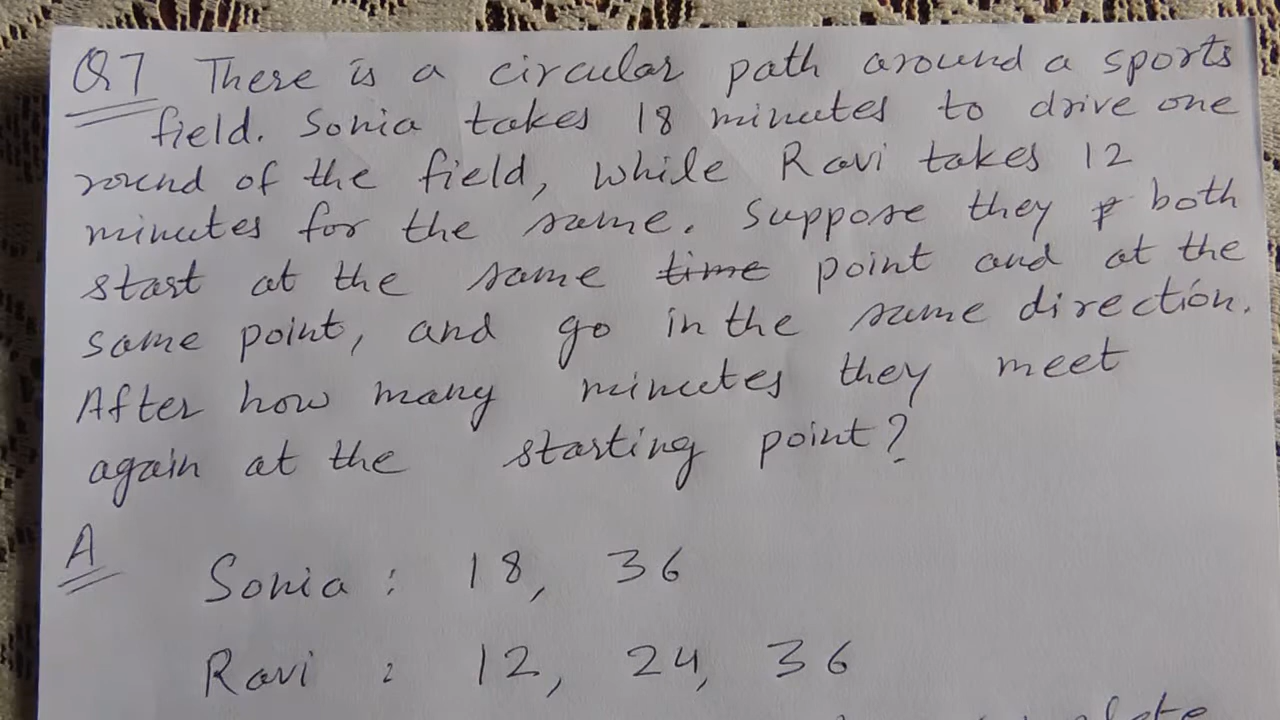 Q7 There is a circular path around a sports
field. Sonia takes 18 minutes to drive one
round of the field, while Ravi takes 12
minutes for the same. Suppose they both
start at the same time point and at the
same point, and go in the same direction.
After how many minutes they meet
again at the starting point?
A
Sonia : 18, 36
Ravi : 12, 24, 36